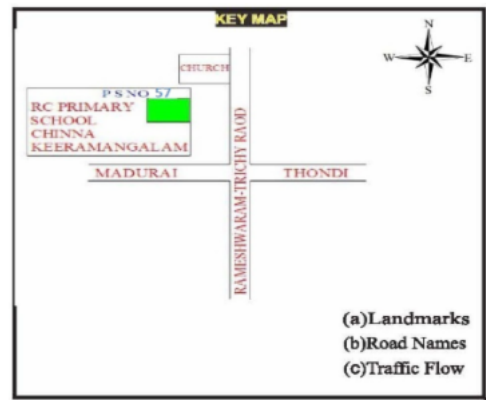 KEY MAP
N
W
E
S
CHURCH
P S NO 57
RC PRIMARY
SCHOOL
CHINNA
KEERAMANGALAM
MADURAI
THONDI
RAMESHWARAM-TRICHY RAOD
(a)Landmarks
(b)Road Names
(c)Traffic Flow